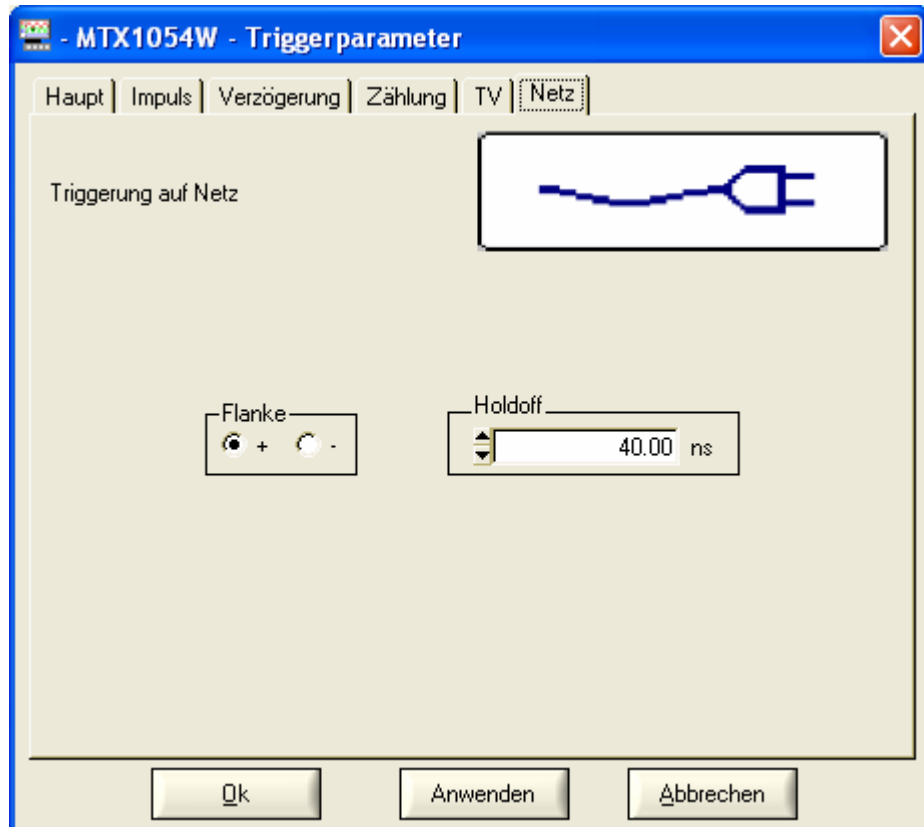 - MTX1054W - Triggerparameter
Haupt Impuls Verzögerung Zählung TV Netz
Triggerung auf Netz
Flanke
+ -
Holdoff
40.00 ns
Ok Anwenden Abbrechen